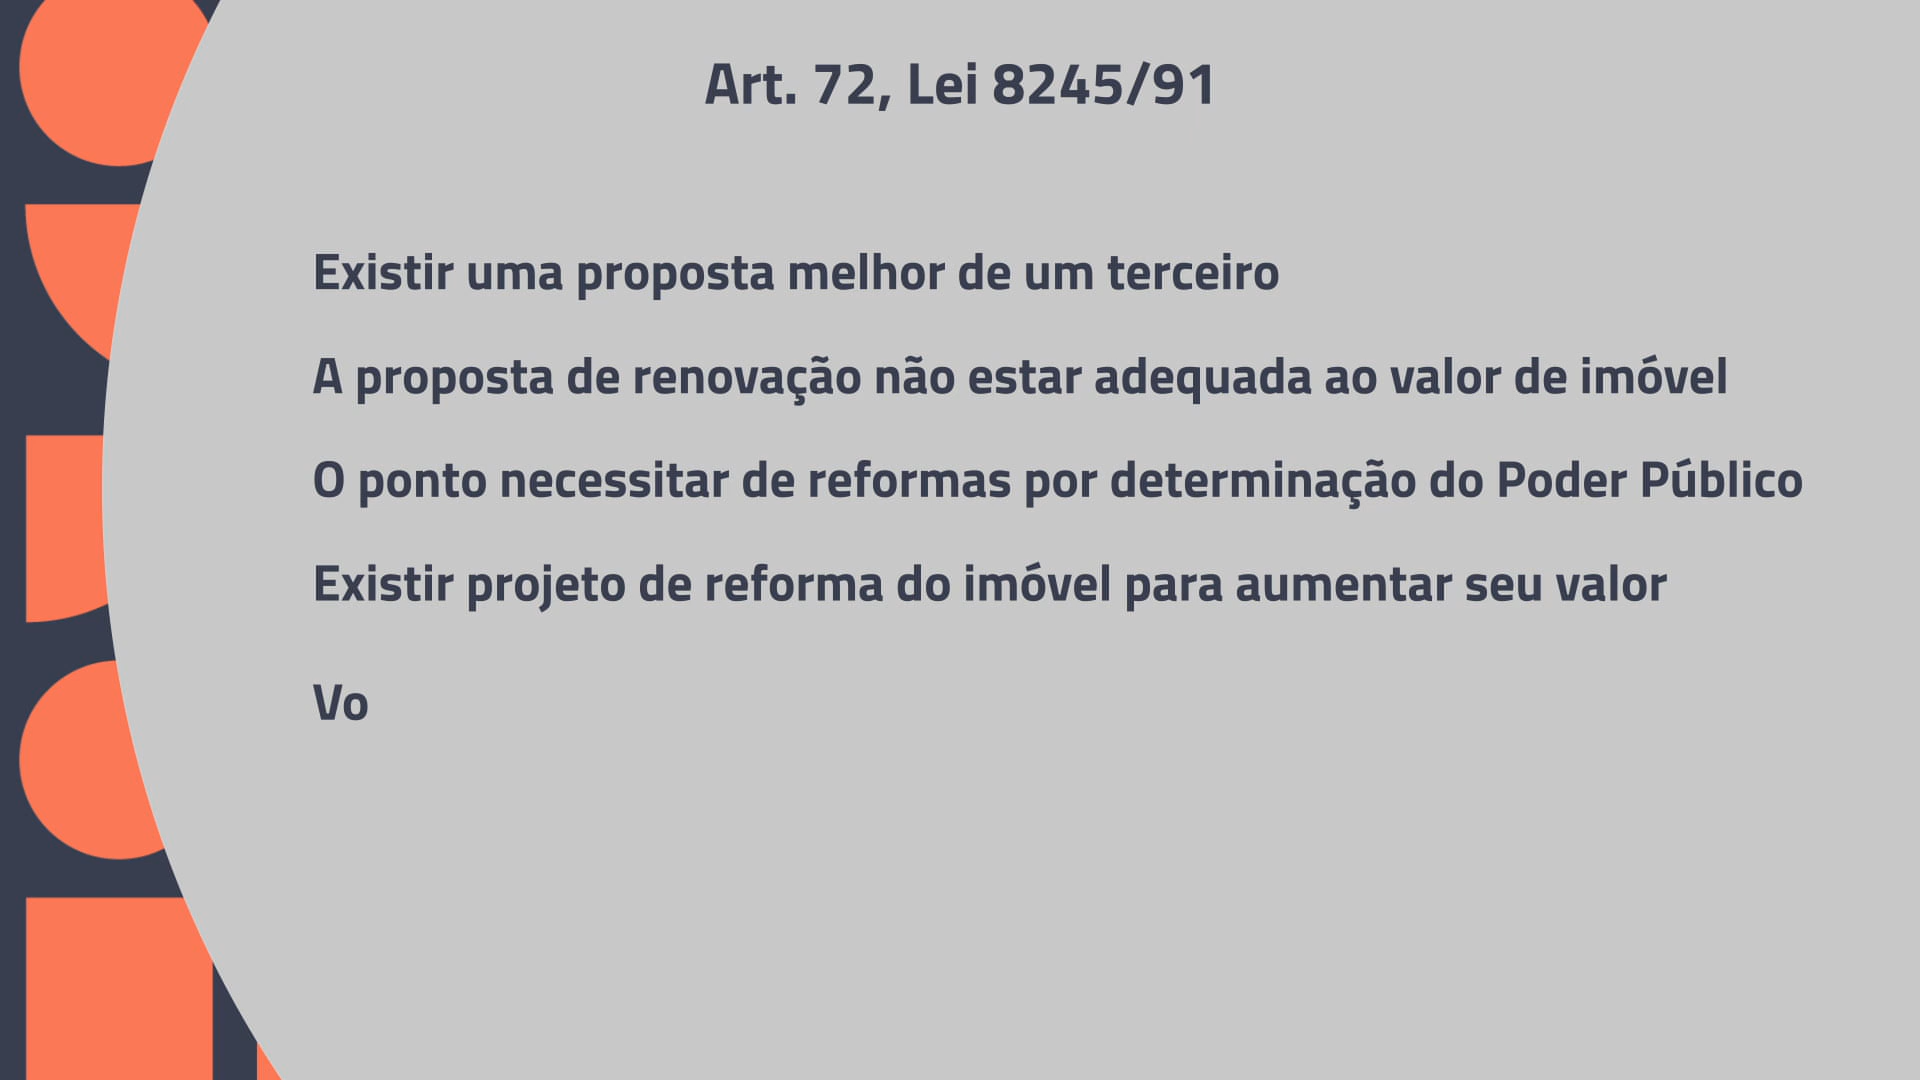 Art. 72, Lei 8245/91
Existir uma proposta melhor de um terceiro
A proposta de renovação não estar adequada ao valor de imóvel
O ponto necessitar de reformas por determinação do Poder Público
Existir projeto de reforma do imóvel para aumentar seu valor
Vo